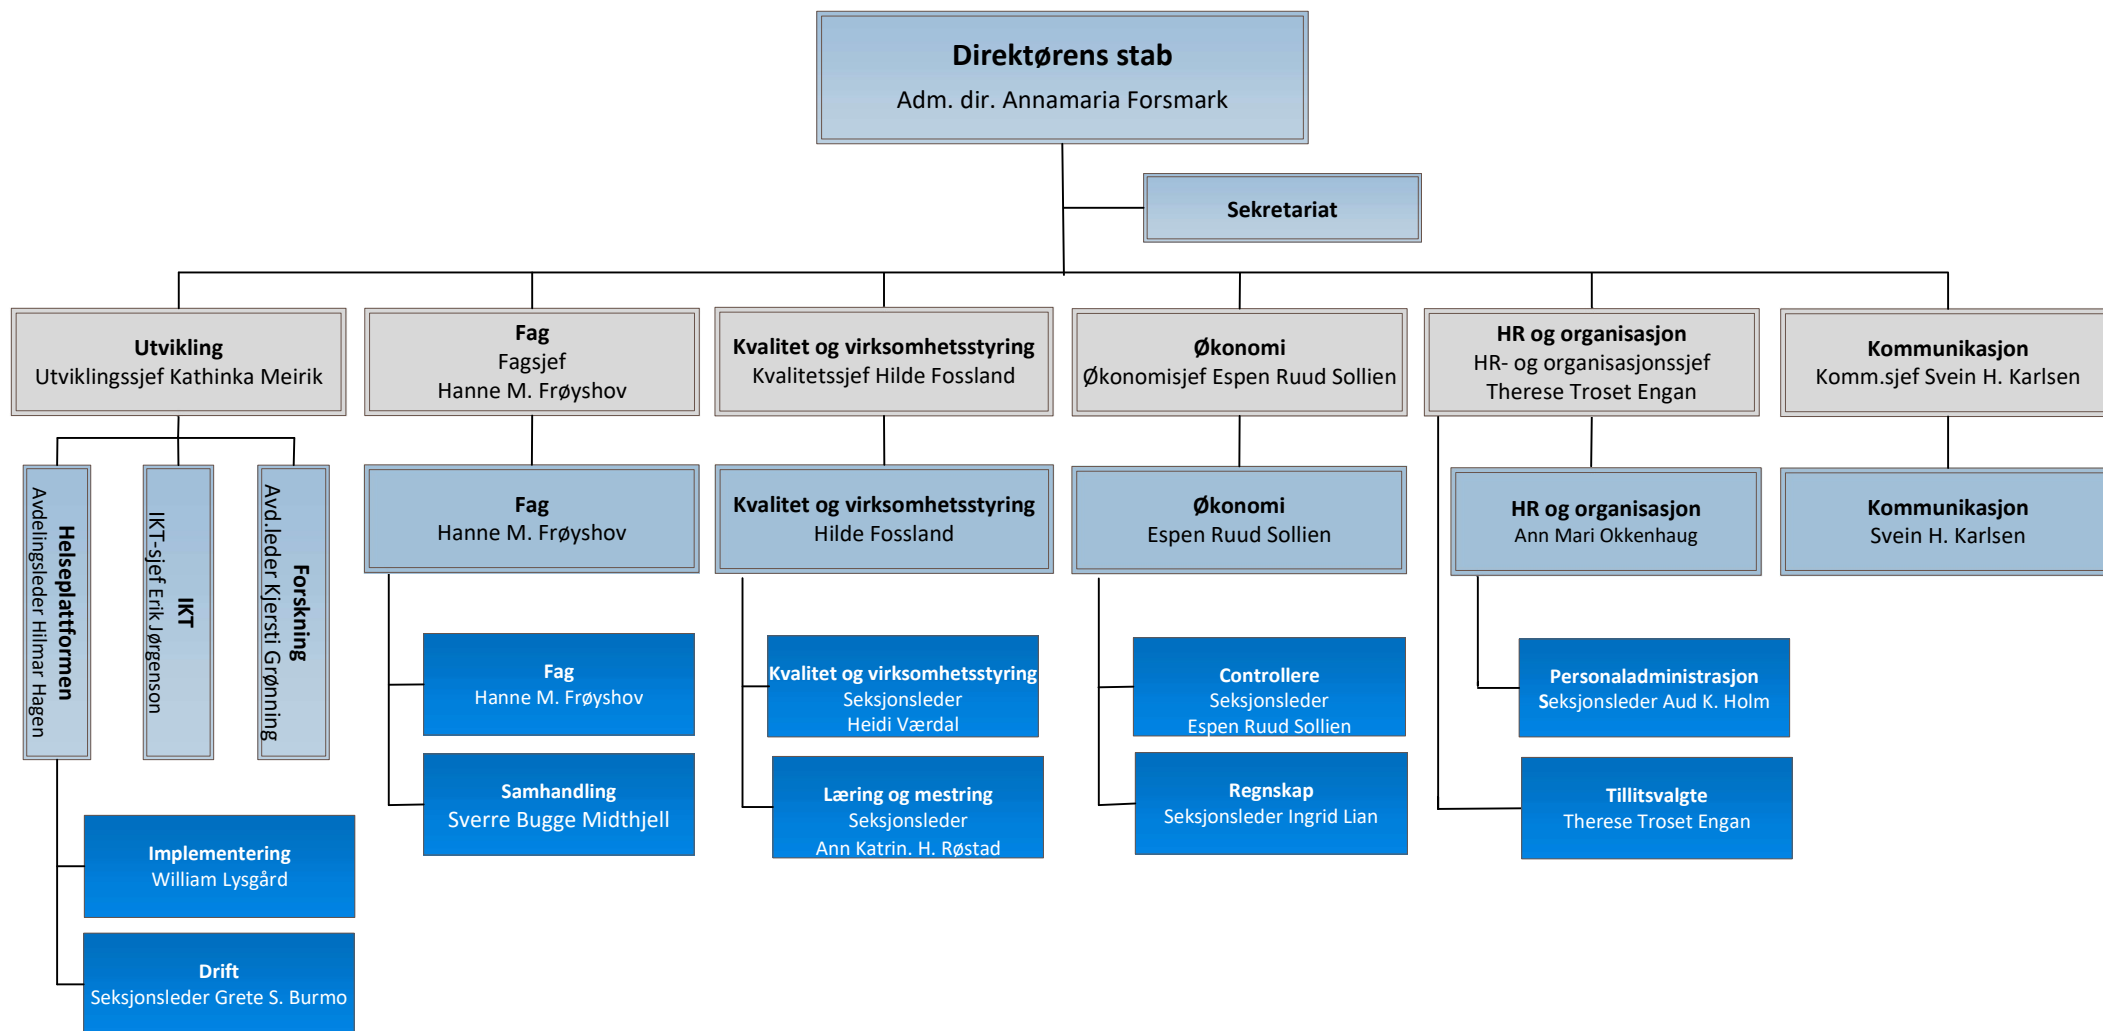 Direktørens stab
Adm. dir. Annamaria Forsmark
Sekretariat
Utvikling
Utviklingssjef Kathinka Meirik
Fag
Fagsjef
Hanne M. Frøyshov
Kvalitet og virksomhetsstyring
Kvalitetssjef Hilde Fossland
Økonomi
Økonomisjef Espen Ruud Sollien
HR og organisasjon
HR- og organisasjonssjef
Therese Troset Engan
Kommunikasjon
Komm.sjef Svein H. Karlsen
Helseplattformen
Avdelingsleder Hilmar Hagen
IKT
IKT-sjef Erik Jørgenson
Forskning
Avd.leder Kjersti Grønning
Fag
Hanne M. Frøyshov
Kvalitet og virksomhetsstyring
Hilde Fossland
Økonomi
Espen Ruud Sollien
HR og organisasjon
Ann Mari Okkenhaug
Kommunikasjon
Svein H. Karlsen
Fag
Hanne M. Frøyshov
Kvalitet og virksomhetsstyring
Seksjonsleder
Heidi Værdal
Controllere
Seksjonsleder
Espen Ruud Sollien
Personaladministrasjon
Seksjonsleder Aud K. Holm
Samhandling
Sverre Bugge Midthjell
Læring og mestring
Seksjonsleder
Ann Katrin. H. Røstad
Regnskap
Seksjonsleder Ingrid Lian
Tillitsvalgte
Therese Troset Engan
Implementering
William Lysgård
Drift
Seksjonsleder Grete S. Burmo